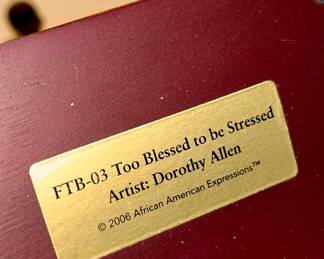 FTB-03 Too Blessed to be Stressed
Artist: Dorothy Allen
© 2006 African American Expressions™